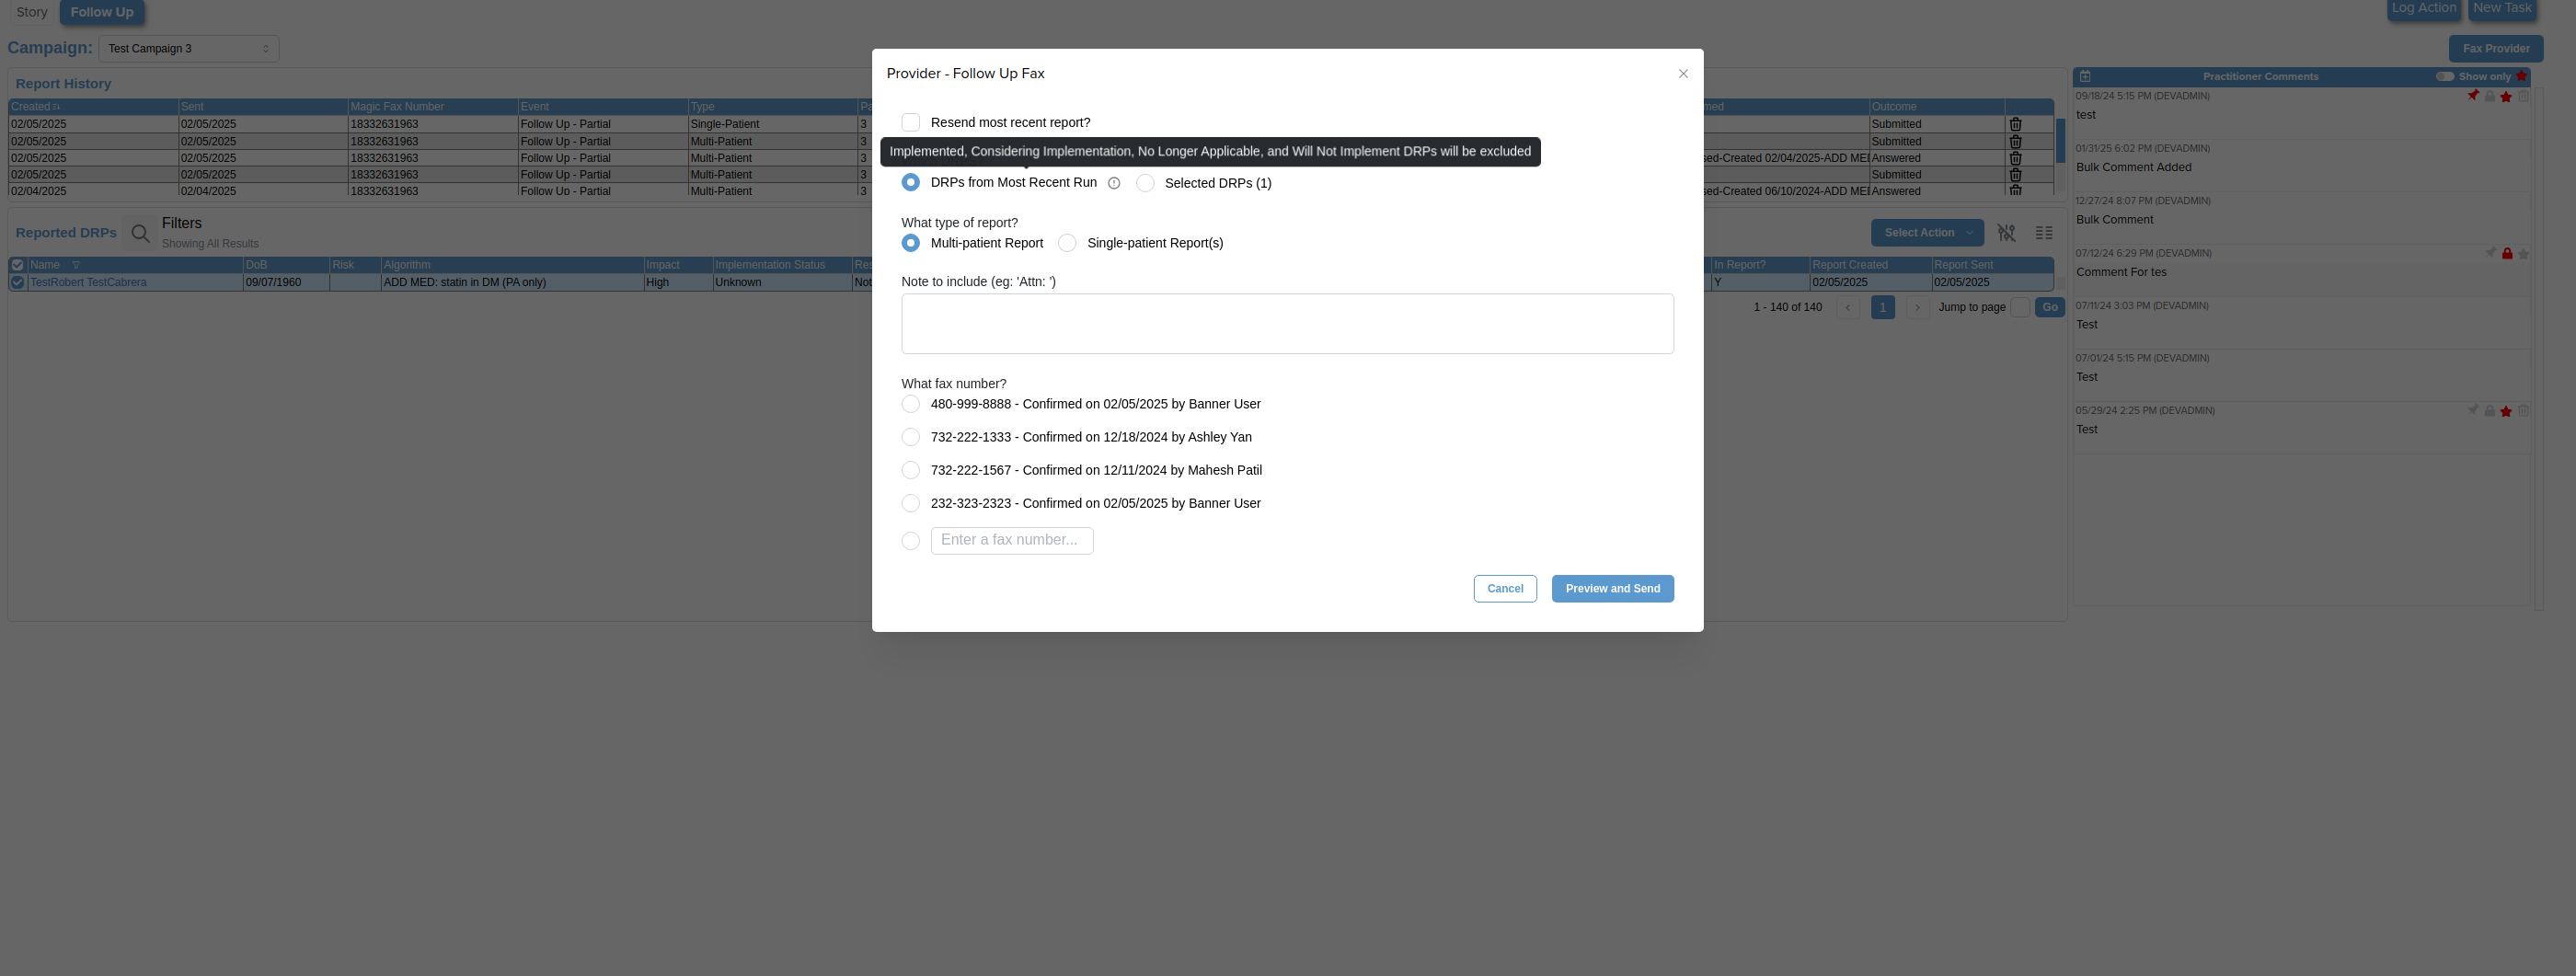 Story
Follow Up
Log Action
New Task
Campaign:
Test Campaign 3
Fax Provider
Report History
Created Sent Magic Fax Number Event Type Pa
02/05/2025 02/05/2025 18332631963 Follow Up - Partial Single-Patient 3
02/05/2025 02/05/2025 18332631963 Follow Up - Partial Multi-Patient 3
02/05/2025 02/05/2025 18332631963 Follow Up - Partial Multi-Patient 3
02/05/2025 02/05/2025 18332631963 Follow Up - Partial Multi-Patient 3
02/04/2025 02/04/2025 18332631963 Follow Up - Partial Multi-Patient 3
med Outcome
Submitted
Submitted
sed-Created 02/04/2025-ADD MEI Answered
Submitted
sed-Created 06/10/2024-ADD MEI Answered
Reported DRPs
Filters
Showing All Results
Select Action
Name DoB Risk Algorithm Impact Implementation Status Res
TestRobert TestCabrera 09/07/1960 ADD MED: statin in DM (PA only) High Unknown Not
In Report? Report Created Report Sent
Y 02/05/2025 02/05/2025
1 - 140 of 140 1 Jump to page Go
Provider - Follow Up Fax
Resend most recent report?
Implemented, Considering Implementation, No Longer Applicable, and Will Not Implement DRPs will be excluded
DRPs from Most Recent Run Selected DRPs (1)
What type of report?
Multi-patient Report Single-patient Report(s)
Note to include (eg: 'Attn: ')
What fax number?
480-999-8888 - Confirmed on 02/05/2025 by Banner User
732-222-1333 - Confirmed on 12/18/2024 by Ashley Yan
732-222-1567 - Confirmed on 12/11/2024 by Mahesh Patil
232-323-2323 - Confirmed on 02/05/2025 by Banner User
Enter a fax number...
Cancel
Preview and Send
Practitioner Comments
Show only
09/18/24 5:15 PM (DEVADMIN)
test
01/31/25 6:02 PM (DEVADMIN)
Bulk Comment Added
12/27/24 8:07 PM (DEVADMIN)
Bulk Comment
07/12/24 6:29 PM (DEVADMIN)
Comment For tes
07/11/24 3:03 PM (DEVADMIN)
Test
07/01/24 5:15 PM (DEVADMIN)
Test
05/29/24 2:25 PM (DEVADMIN)
Test